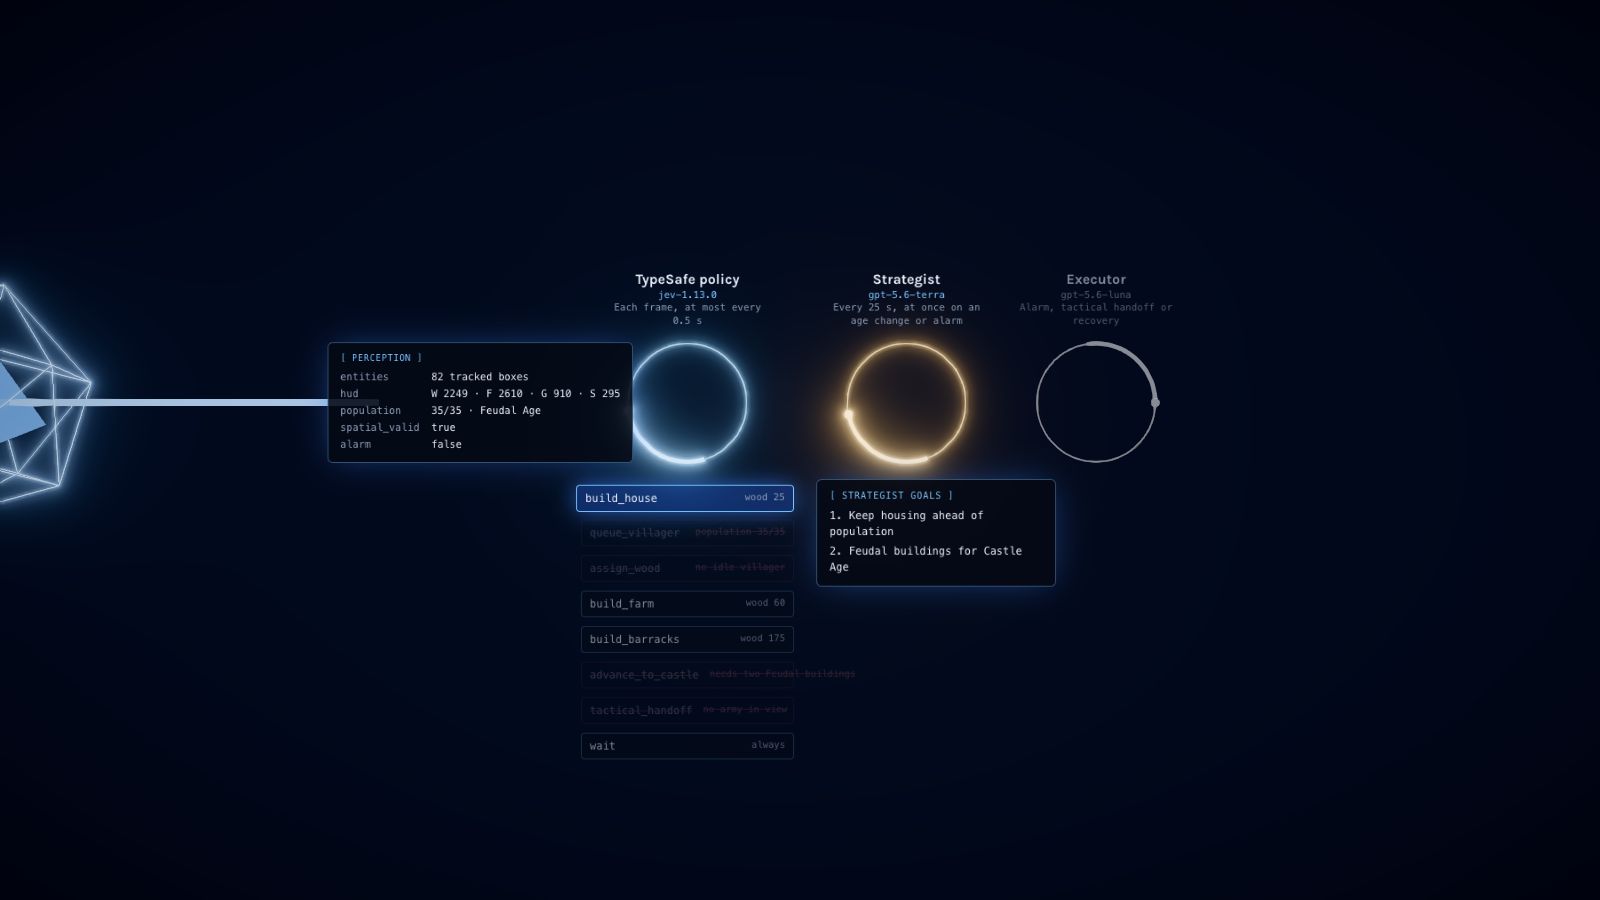 TypeSafe policy
jev-1.13.0
Each frame, at most every
0.5 s
Strategist
gpt-5.6-terra
Every 25 s, at once on an
age change or alarm
Executor
gpt-5.6-luna
Alarm, tactical handoff or
recovery
[ PERCEPTION ]
entities 82 tracked boxes
hud W 2249 · F 2610 · G 910 · S 295
population 35/35 · Feudal Age
spatial_valid true
alarm false
build_house wood 25
queue_villager population 35/35
assign_wood no idle villager
build_farm wood 60
build_barracks wood 175
advance_to_castle needs two Feudal buildings
tactical_handoff no army in view
wait always
[ STRATEGIST GOALS ]
1. Keep housing ahead of
population
2. Feudal buildings for Castle
Age